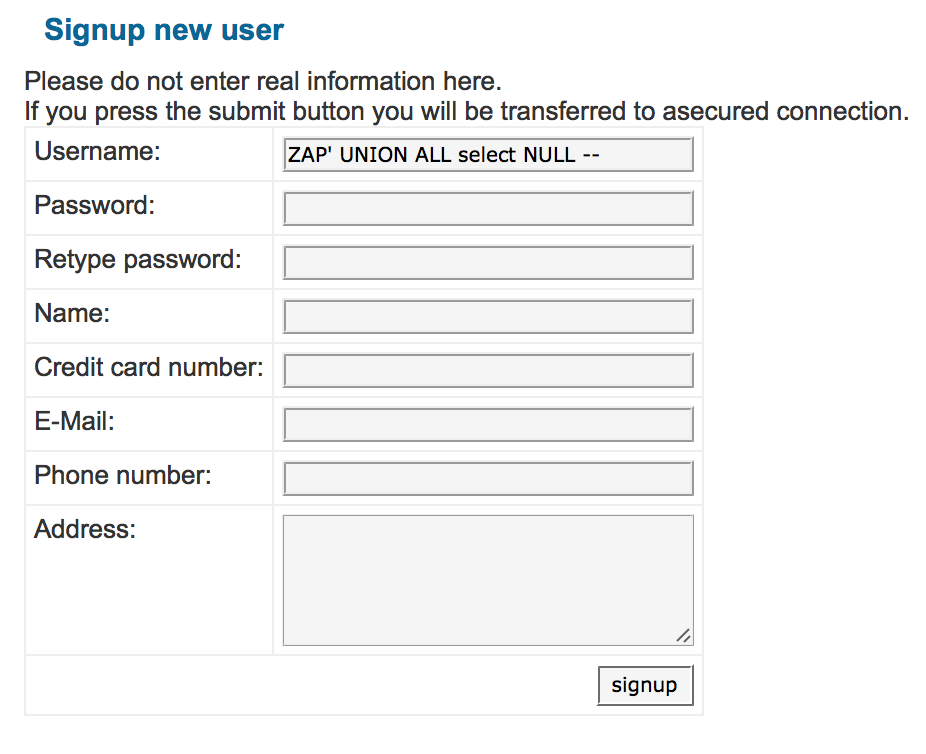 Signup new user
Please do not enter real information here.
If you press the submit button you will be transferred to asecured connection.
Username: ZAP' UNION ALL select NULL --
Password:
Retype password:
Name:
Credit card number:
E-Mail:
Phone number:
Address:
signup